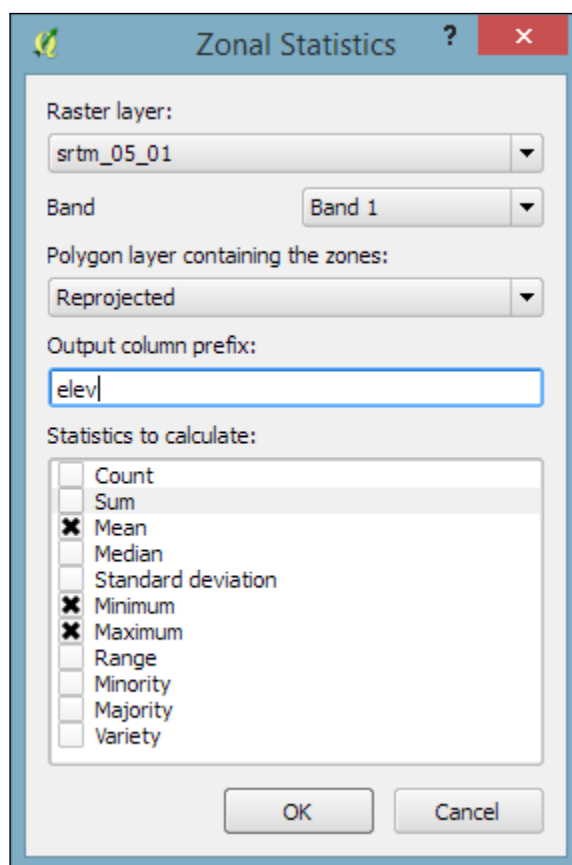 Zonal Statistics ?
Raster layer:
srtm_05_01
Band Band 1
Polygon layer containing the zones:
Reprojected
Output column prefix:
elev
Statistics to calculate:
Count
Sum
Mean
Median
Standard deviation
Minimum
Maximum
Range
Minority
Majority
Variety
OK Cancel